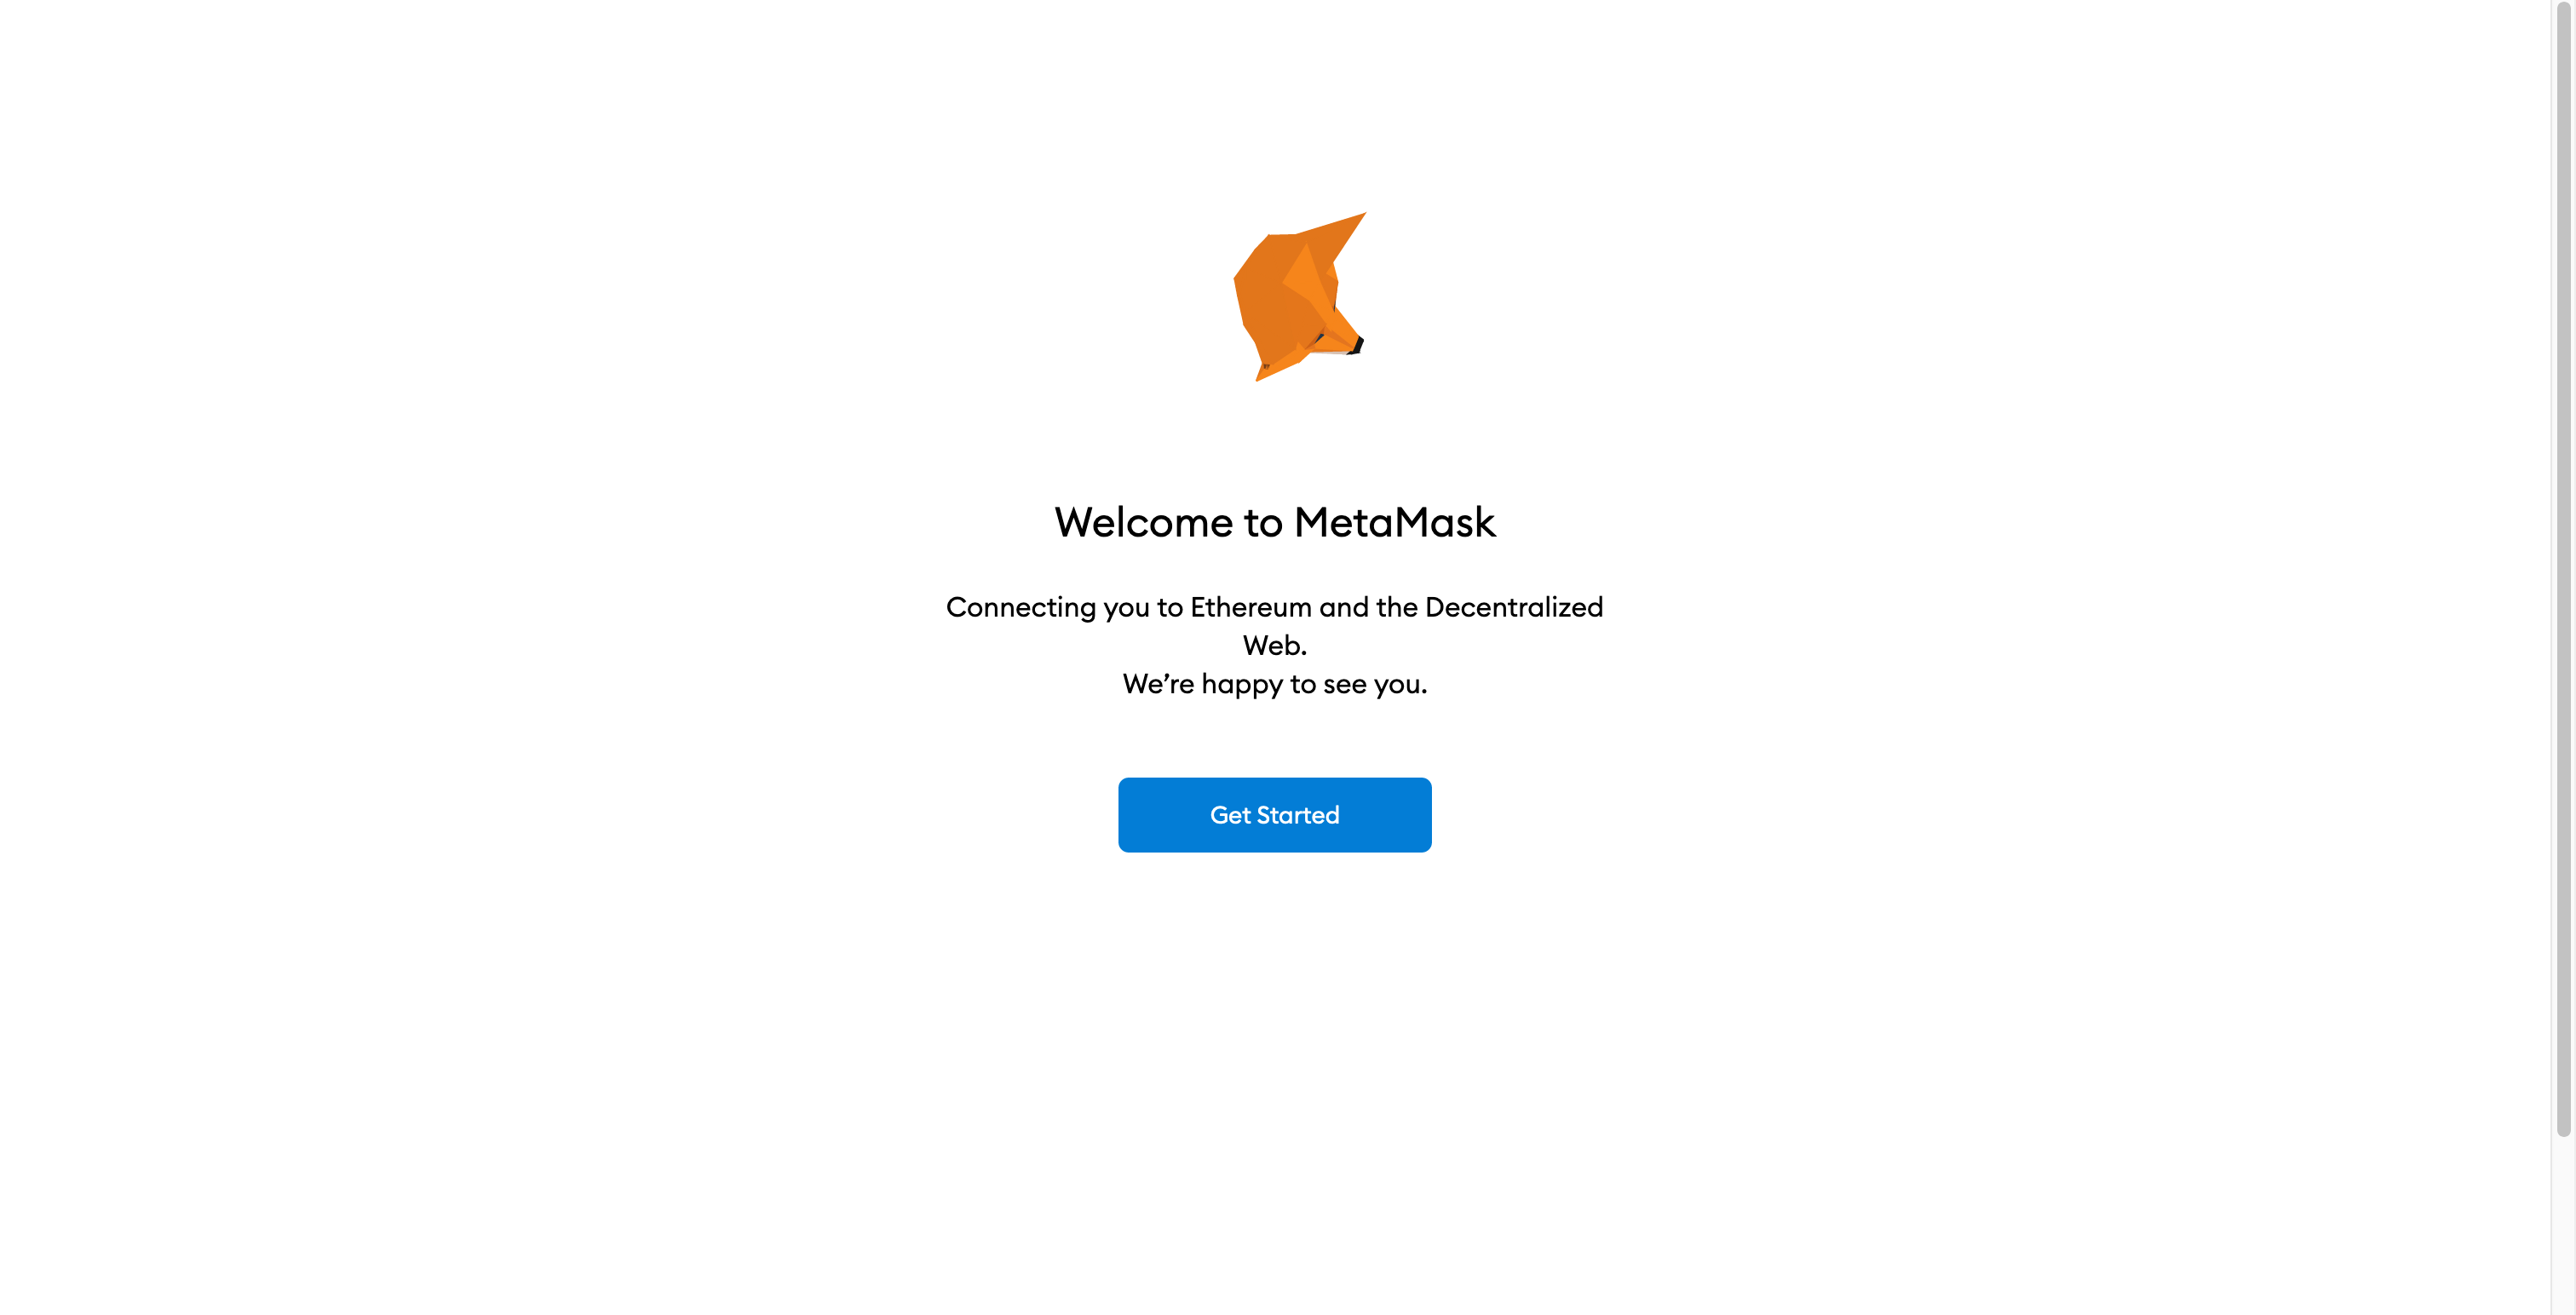 Welcome to MetaMask
Connecting you to Ethereum and the Decentralized
Web.
We’re happy to see you.
Get Started